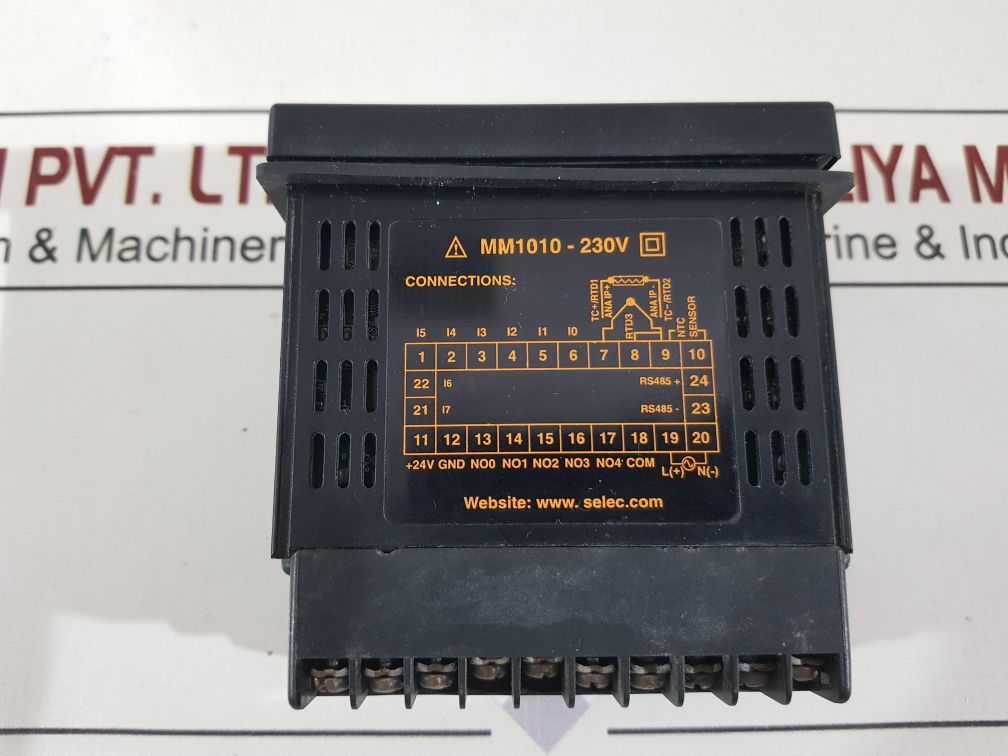 PVT. LT
IYA M
& Machiner
ine & Ind
MM1010 - 230V
CONNECTIONS:
TC+/RTD1
ANA IP+
RTD3
ANA IP -
TC-/RTD2
NTC
SENSOR
I5 I4 I3 I2 I1 I0
1 2 3 4 5 6 7 8 9 10
22 I6 RS485 + 24
21 I7 RS485 - 23
11 12 13 14 15 16 17 18 19 20
+24V GND NO0 NO1 NO2 NO3 NO4 COM L(+) N(-)
Website: www. selec.com